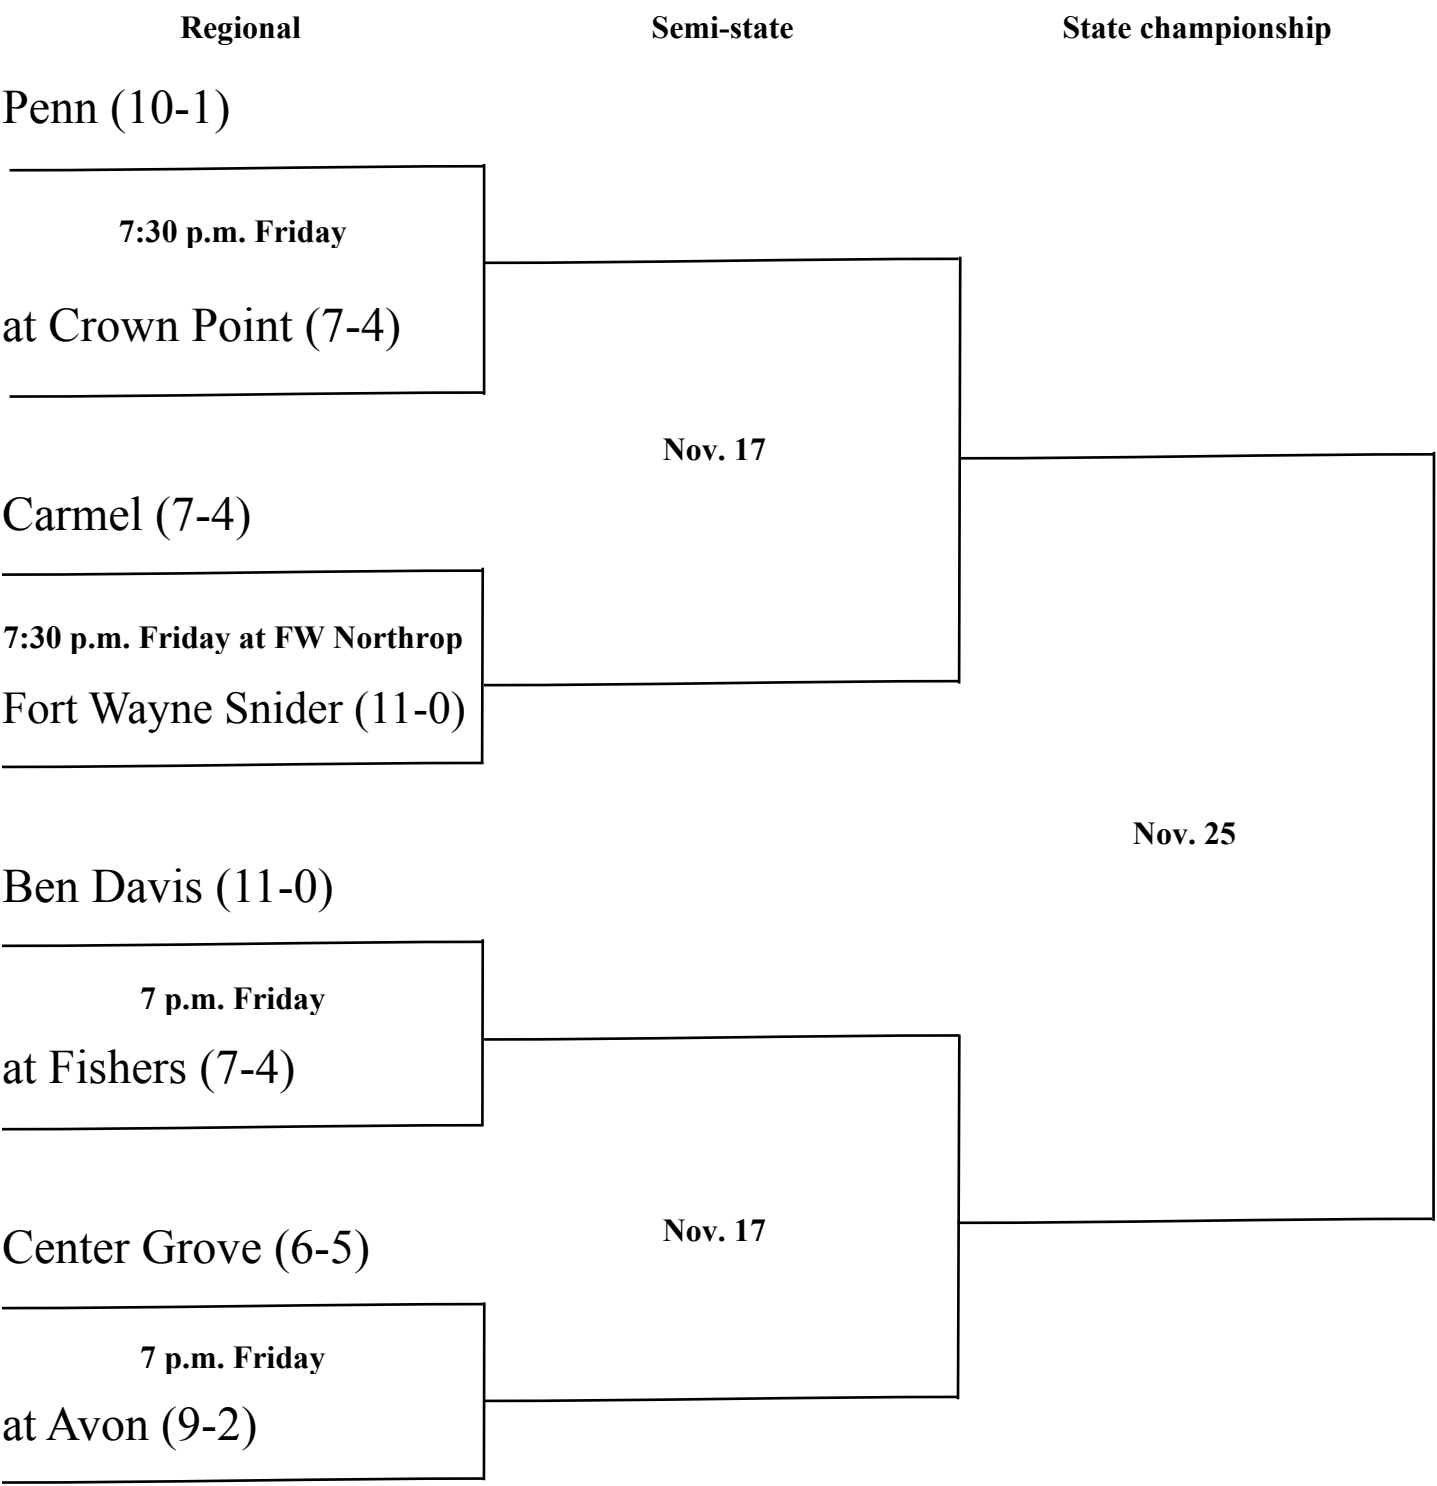 Regional Semi-state State championship
Penn (10-1)
7:30 p.m. Friday
at Crown Point (7-4)
Nov. 17
Carmel (7-4)
7:30 p.m. Friday at FW Northrop
Fort Wayne Snider (11-0)
Nov. 25
Ben Davis (11-0)
7 p.m. Friday
at Fishers (7-4)
Nov. 17
Center Grove (6-5)
7 p.m. Friday
at Avon (9-2)